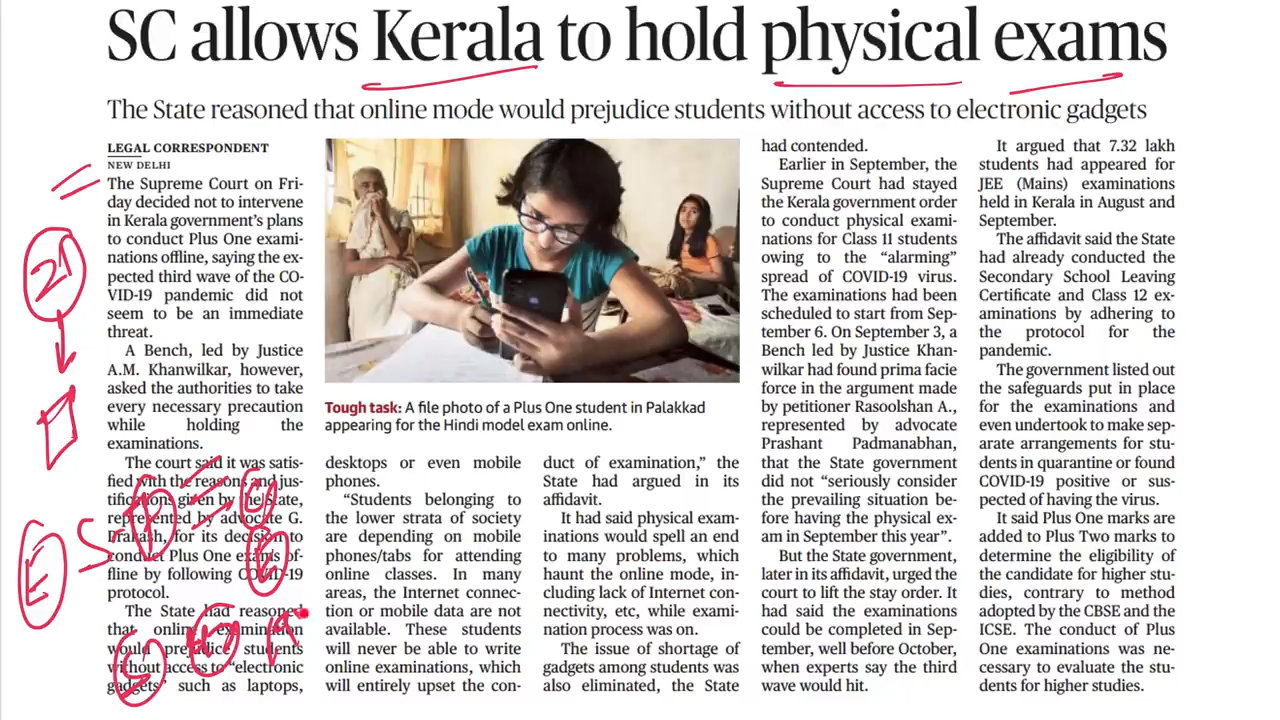 SC allows Kerala to hold physical exams
The State reasoned that online mode would prejudice students without access to electronic gadgets
LEGAL CORRESPONDENT
NEW DELHI
The Supreme Court on Fri-
day decided not to intervene
in Kerala government's plans
to conduct Plus One exami-
nations offline, saying the ex-
pected third wave of the CO-
VID-19 pandemic did not
seem to be an immediate
threat.
A Bench, led by Justice
A.M. Khanwilkar, however,
asked the authorities to take
every necessary precaution
while holding the
examinations.
The court said it was satis-
fied with the reasons and jus-
tifications given by the State,
represented by advocate G.
Prakash, for its decision to
conduct Plus One exams of-
fline by following COVID-19
protocol.
The State had reasoned
that online examination
would prejudice students
without access to "electronic
gadgets" such as laptops,
Tough task: A file photo of a Plus One student in Palakkad
appearing for the Hindi model exam online.
desktops or even mobile
phones.
"Students belonging to
the lower strata of society
are depending on mobile
phones/tabs for attending
online classes. In many
areas, the Internet connec-
tion or mobile data are not
available. These students
will never be able to write
online examinations, which
will entirely upset the con-
duct of examination," the
State had argued in its
affidavit.
It had said physical exam-
inations would spell an end
to many problems, which
haunt the online mode, in-
cluding lack of Internet con-
nectivity, etc, while exami-
nation process was on.
The issue of shortage of
gadgets among students was
also eliminated, the State
had contended.
Earlier in September, the
Supreme Court had stayed
the Kerala government order
to conduct physical exami-
nations for Class 11 students
owing to the "alarming"
spread of COVID-19 virus.
The examinations had been
scheduled to start from Sep-
tember 6. On September 3, a
Bench led by Justice Khan-
wilkar had found prima facie
force in the argument made
by petitioner Rasoolshan A.,
represented by advocate
Prashant Padmanabhan,
that the State government
did not "seriously consider
the prevailing situation be-
fore having the physical ex-
am in September this year".
But the State government,
later in its affidavit, urged the
court to lift the stay order. It
had said the examinations
could be completed in Sep-
tember, well before October,
when experts say the third
wave would hit.
It argued that 7.32 lakh
students had appeared for
JEE (Mains) examinations
held in Kerala in August and
September.
The affidavit said the State
had already conducted the
Secondary School Leaving
Certificate and Class 12 ex-
aminations by adhering to
the protocol for the
pandemic.
The government listed out
the safeguards put in place
for the examinations and
even undertook to make sep-
arate arrangements for stu-
dents in quarantine or found
COVID-19 positive or sus-
pected of having the virus.
It said Plus One marks are
added to Plus Two marks to
determine the eligibility of
the candidate for higher stu-
dies, contrary to method
adopted by the CBSE and the
ICSE. The conduct of Plus
One examinations was ne-
cessary to evaluate the stu-
dents for higher studies.